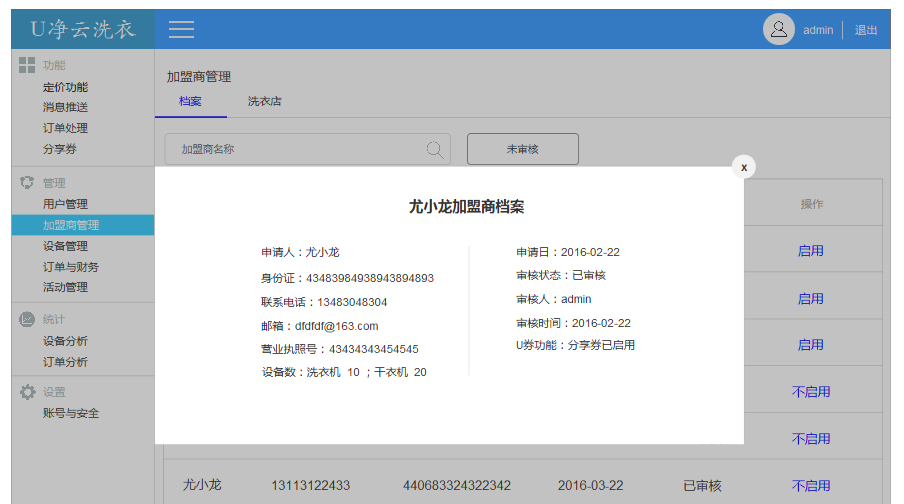 U净云洗衣
admin 退出
功能
定价功能
消息推送
订单处理
分享券
管理
用户管理
加盟商管理
设备管理
订单与财务
活动管理
统计
设备分析
订单分析
设置
账号与安全
加盟商管理
档案 洗衣店
加盟商名称 未审核
x
操作
启用
启用
启用
不启用
不启用
尤小龙加盟商档案
申请人：尤小龙
身份证：43483984938943894893
联系电话：13483048304
邮箱：dfdfdf@163.com
营业执照号：43434343454545
设备数：洗衣机 10 ；干衣机 20
申请日：2016-02-22
审核状态：已审核
审核人：admin
审核时间：2016-02-22
U券功能：分享券已启用
尤小龙 13113122433 440683324322342 2016-03-22 已审核 不启用